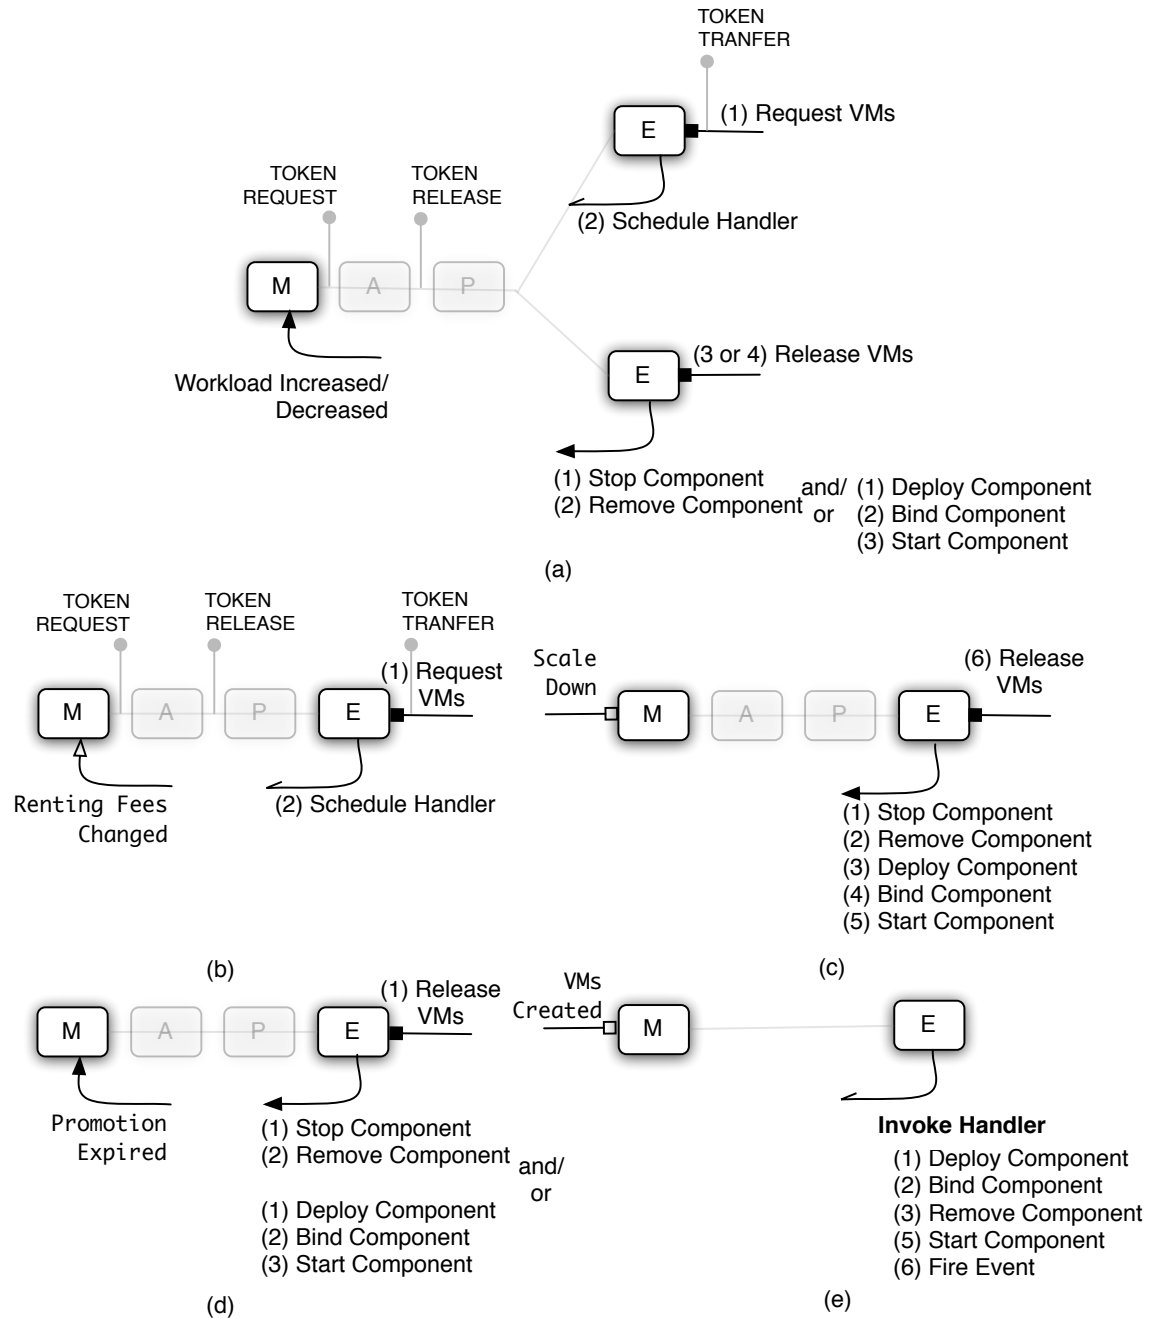 TOKEN
TRANFER
E
(1) Request VMs
TOKEN
REQUEST
TOKEN
RELEASE
(2) Schedule Handler
M
A
P
Workload Increased/
Decreased
E
(3 or 4) Release VMs
(1) Stop Component
(2) Remove Component
and/
or
(1) Deploy Component
(2) Bind Component
(3) Start Component
(a)
TOKEN
REQUEST
TOKEN
RELEASE
TOKEN
TRANFER
(1) Request
VMs
M
A
P
E
Renting Fees
Changed
(2) Schedule Handler
(b)
Scale
Down
M
A
P
E
(6) Release
VMs
(1) Stop Component
(2) Remove Component
(3) Deploy Component
(4) Bind Component
(5) Start Component
(c)
(1) Release
VMs
M
A
P
E
Promotion
Expired
(1) Stop Component
(2) Remove Component
and/
or
(1) Deploy Component
(2) Bind Component
(3) Start Component
(d)
VMs
Created
M
E
Invoke Handler
(1) Deploy Component
(2) Bind Component
(3) Remove Component
(5) Start Component
(6) Fire Event
(e)